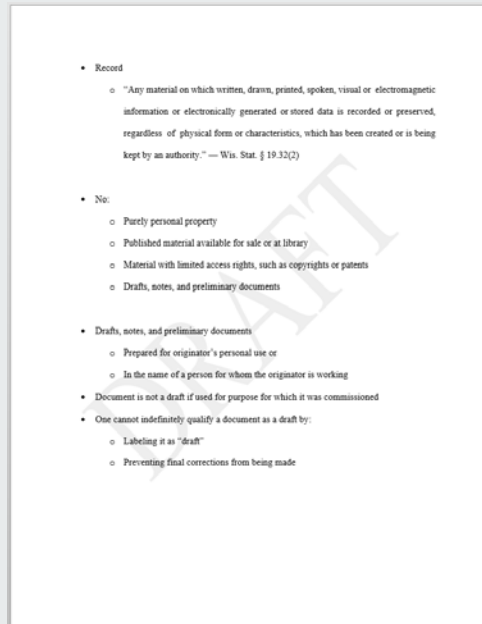 • Record
o "Any material on which written, drawn, printed, spoken, visual or electromagnetic
information or electronically generated or stored data is recorded or preserved,
regardless of physical form or characteristics, which has been created or is being
kept by an authority." — Wis. Stat. § 19.32(2)
• No:
o Purely personal property
o Published material available for sale or at library
o Material with limited access rights, such as copyrights or patents
o Drafts, notes, and preliminary documents
• Drafts, notes, and preliminary documents
o Prepared for originator's personal use or
o In the name of a person for whom the originator is working
• Document is not a draft if used for purpose for which it was commissioned
• One cannot indefinitely qualify a document as a draft by:
o Labeling it as "draft"
o Preventing final corrections from being made
DRAFT